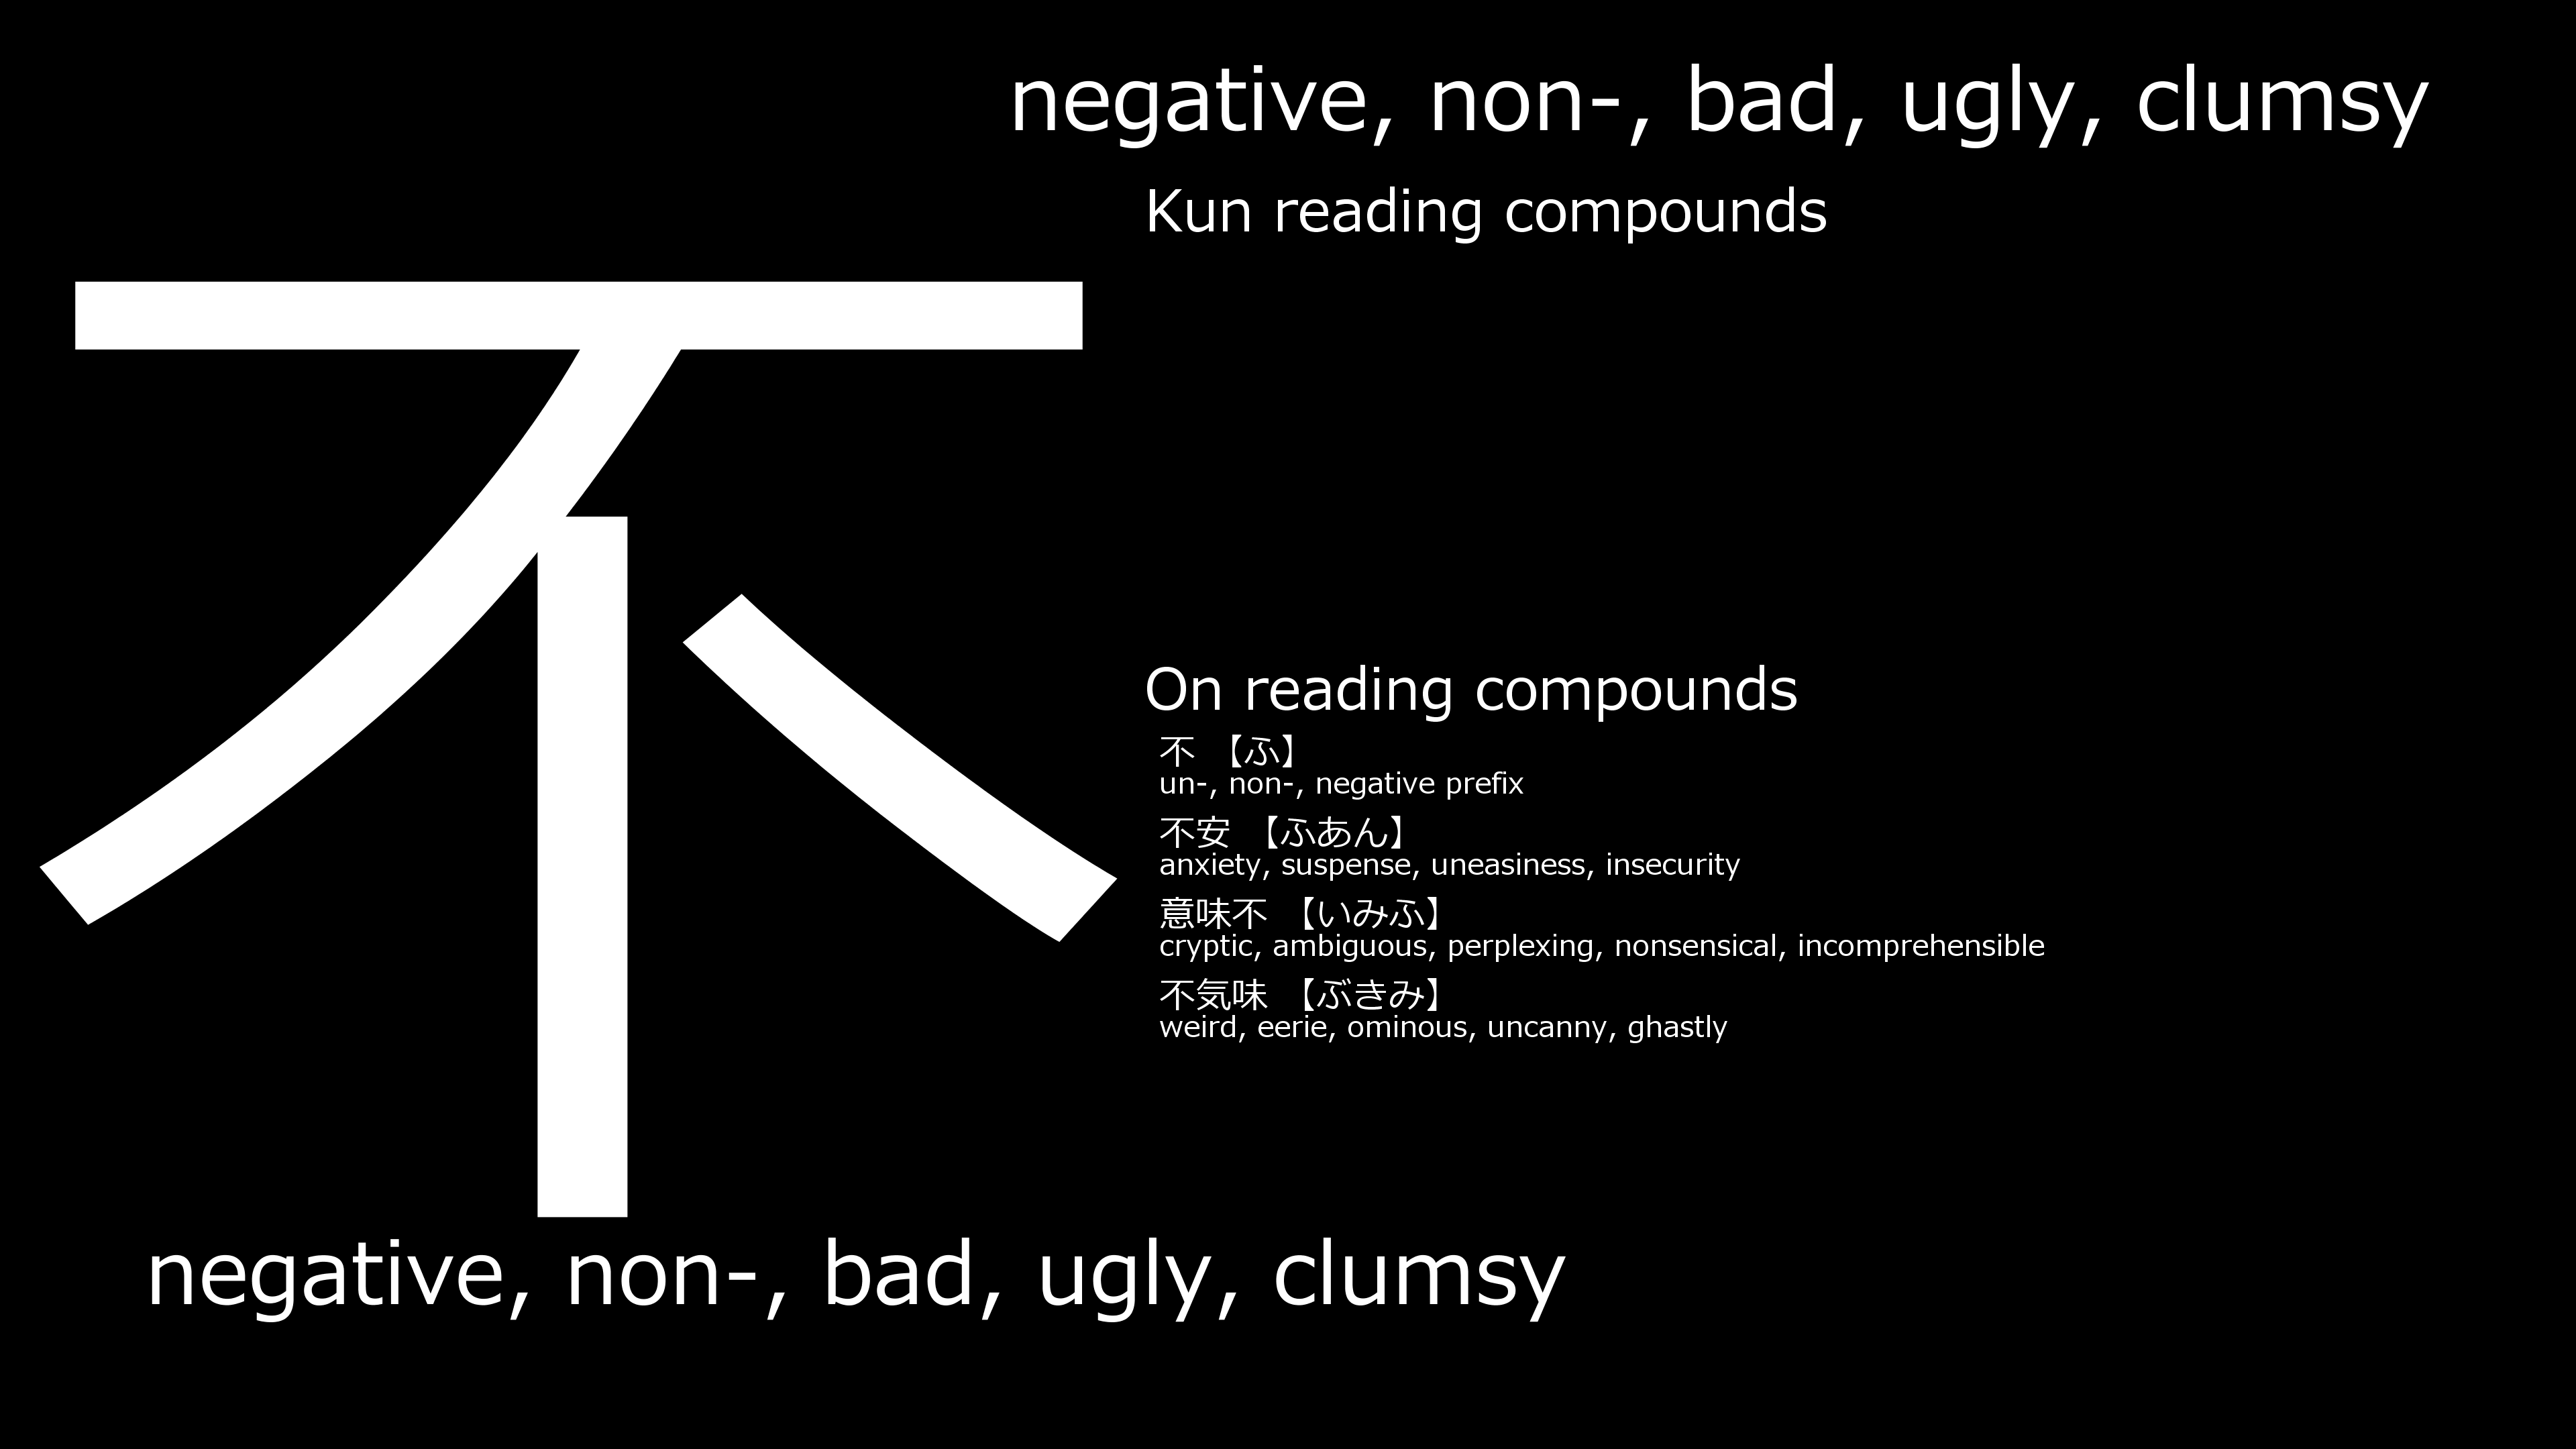 negative, non-, bad, ugly, clumsy
Kun reading compounds
不
On reading compounds
不 【ふ】
un-, non-, negative prefix
不安 【ふあん】
anxiety, suspense, uneasiness, insecurity
意味不 【いみふ】
cryptic, ambiguous, perplexing, nonsensical, incomprehensible
不気味 【ぶきみ】
weird, eerie, ominous, uncanny, ghastly
negative, non-, bad, ugly, clumsy